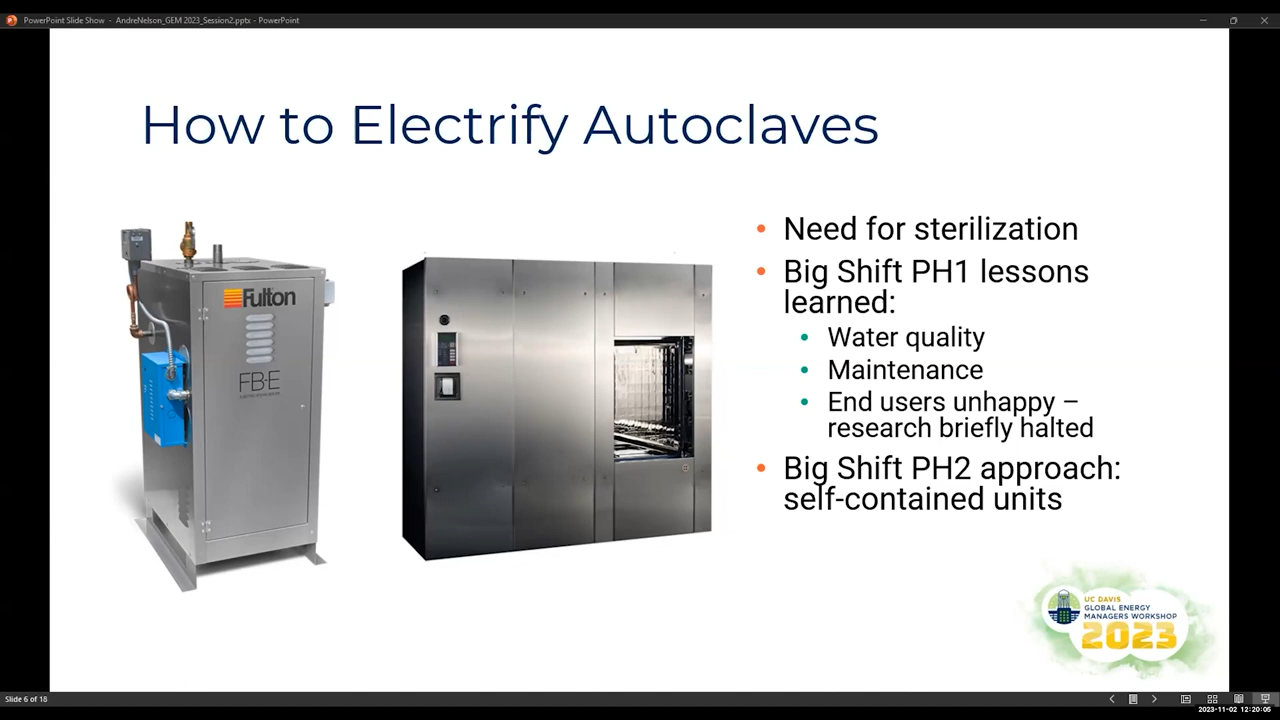 PowerPoint Slide Show - AndreNelson_GEM 2023_Session2.pptx - PowerPoint
How to Electrify Autoclaves
Fulton
FB-E
• Need for sterilization
• Big Shift PH1 lessons
learned:
• Water quality
• Maintenance
• End users unhappy –
research briefly halted
• Big Shift PH2 approach:
self-contained units
UC DAVIS
GLOBAL ENERGY
MANAGERS WORKSHOP
2023
Slide 6 of 18
2023-11-02 12:20:05